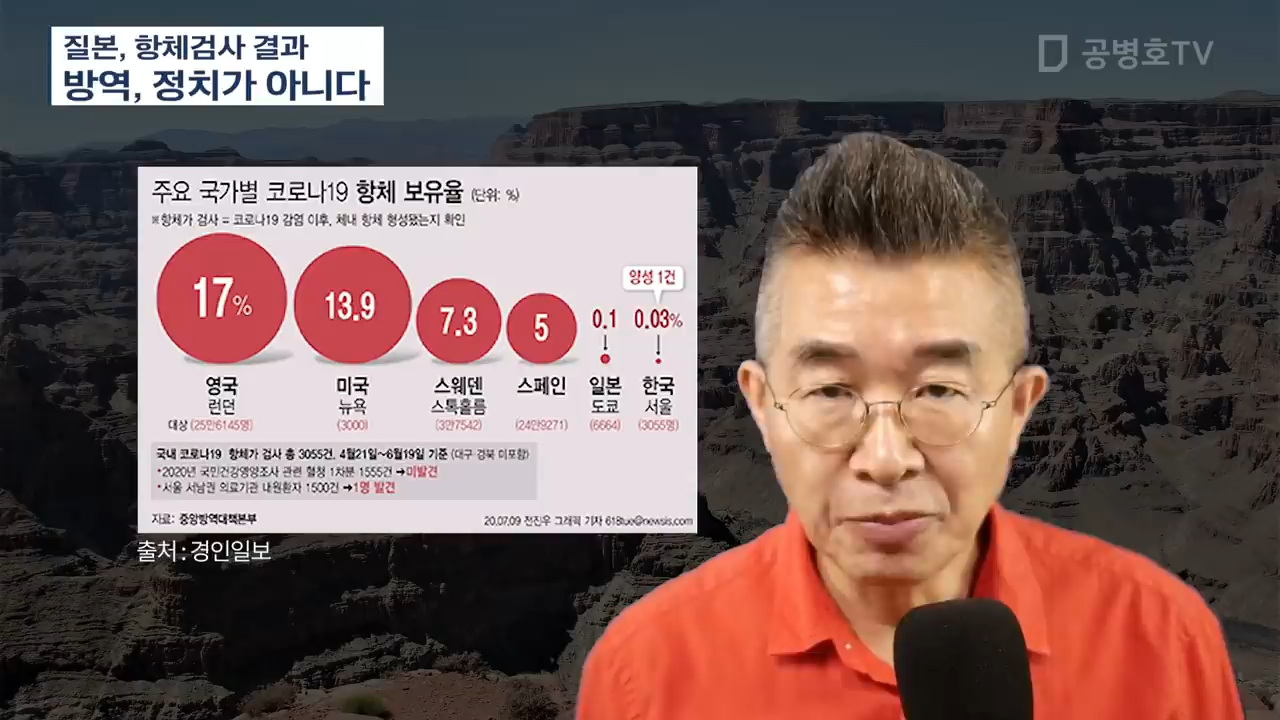 질본, 항체검사 결과
방역, 정치가 아니다
공병호TV
주요 국가별 코로나19 항체 보유율 (단위: %)
※항체가 검사 = 코로나19 감염 이후, 체내 항체 형성됐는지 확인
양성 1건
17% 13.9 7.3 5 0.1 0.03%
영국 미국 스웨덴 스페인 일본 한국
런던 뉴욕 스톡홀름 도쿄 서울
대상 (25만6145명) (3000) (3만7542) (24만9271) (6664) (3055명)
국내 코로나19 항체가 검사 총 3055건, 4월21일~6월19일 기준 (대구·경북 미포함)
•2020년 국민건강영양조사 관련 혈청 1차분 1555건 →미발견
•서울 서남권 의료기관 내원환자 1500건 →1명 발견
자료: 중앙방역대책본부 20.07.09 전진우 그래픽 기자 618tue@newsis.com
출처 : 경인일보